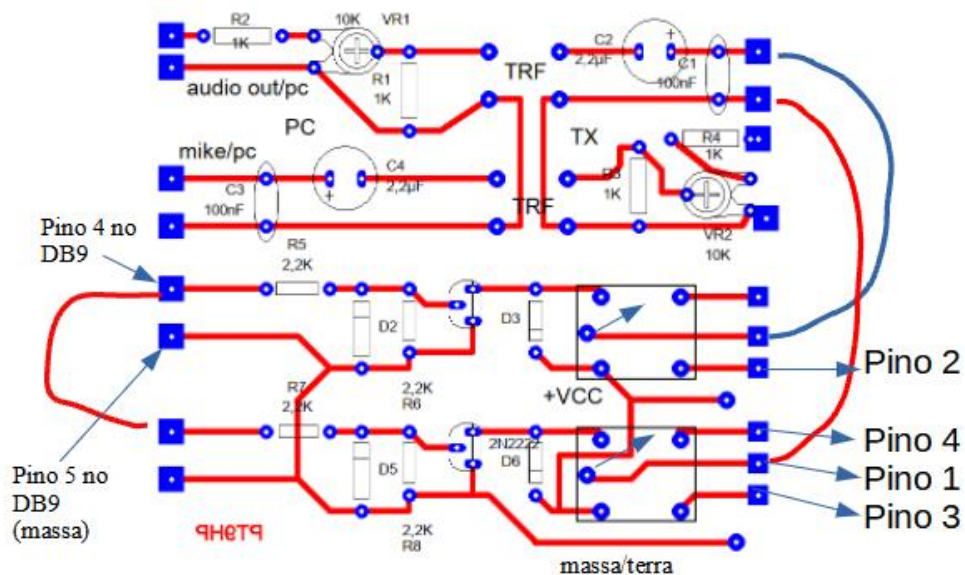 R2
10K
VR1
1K
C2
2,2µF
C1
100nF
audio out/pc
R1
1K
TRF
PC
TX
R4
1K
mike/pc
C4
2,2µF
C3
100nF
R3
1K
TRF
VR2
10K
Pino 4 no
DB9
R5
2,2K
D2
D3
2,2K
R6
+VCC
Pino 2
R7
2,2K
2N2222
Pino 4
D5
D6
Pino 1
Pino 5 no
DB9
(massa)
Pino 3
PT9HP
2,2K
R8
massa/terra